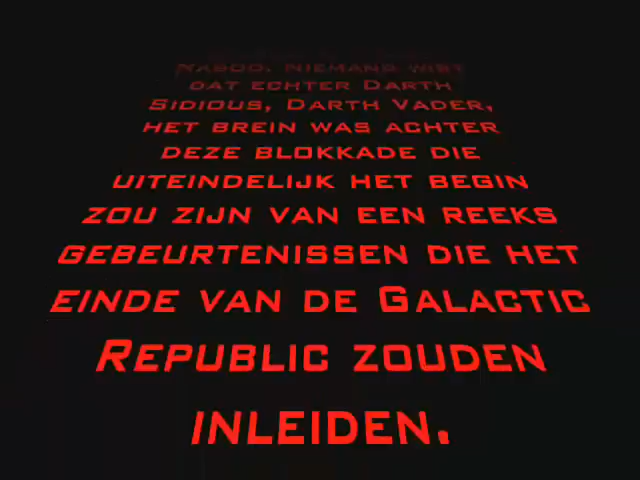 Naboo. Niemand wist
dat echter Darth
Sidious, Darth Vader,
het brein was achter
deze blokkade die
uiteindelijk het begin
zou zijn van een reeks
gebeurtenissen die het
einde van de Galactic
Republic zouden
inleiden.